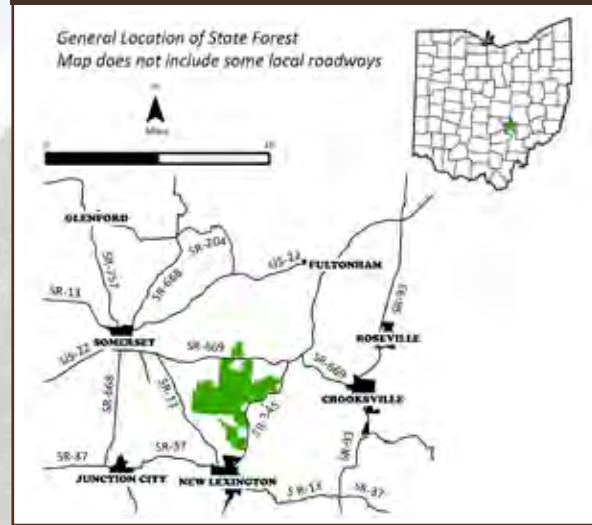 General Location of State Forest
Map does not include some local roadways
Miles
0
10
GLENFORD
SR-757
SR-668
SR-204
US-22
FULTONHAM
SR-13
SOMERSET
SR-93
ROSEVILLE
US-22
SR-669
SR-669
CROOKSVILLE
SR-668
SR-13
SR-345
SR-37
SR-37
SR-93
JUNCTION CITY
NEW LEXINGTON
SR-13
SR-37